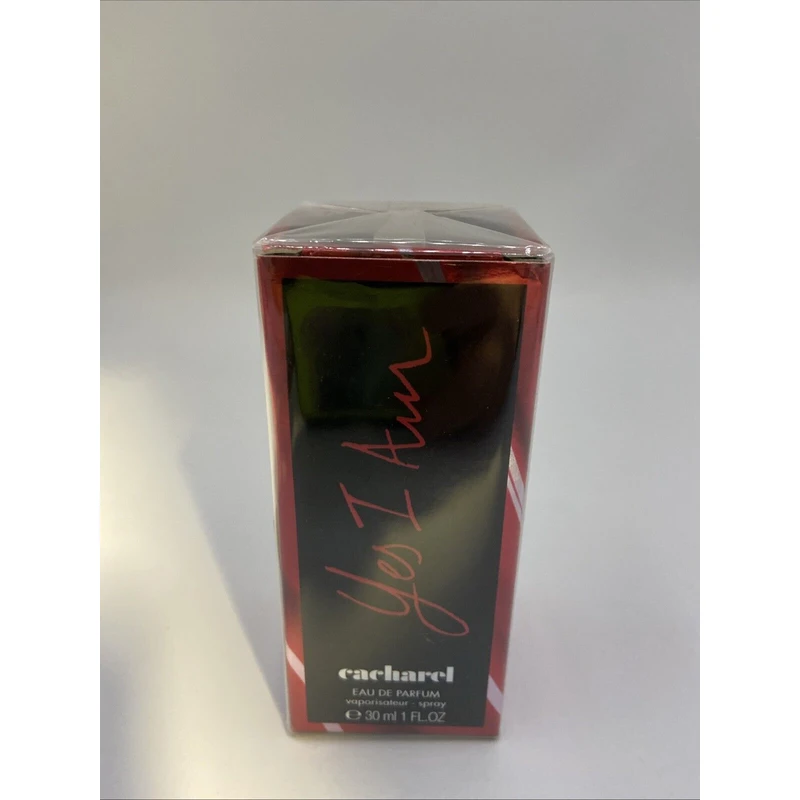 Yes I Am
cacharel
EAU DE PARFUM
vaporisateur · spray
℮ 30 ml 1 FL.OZ